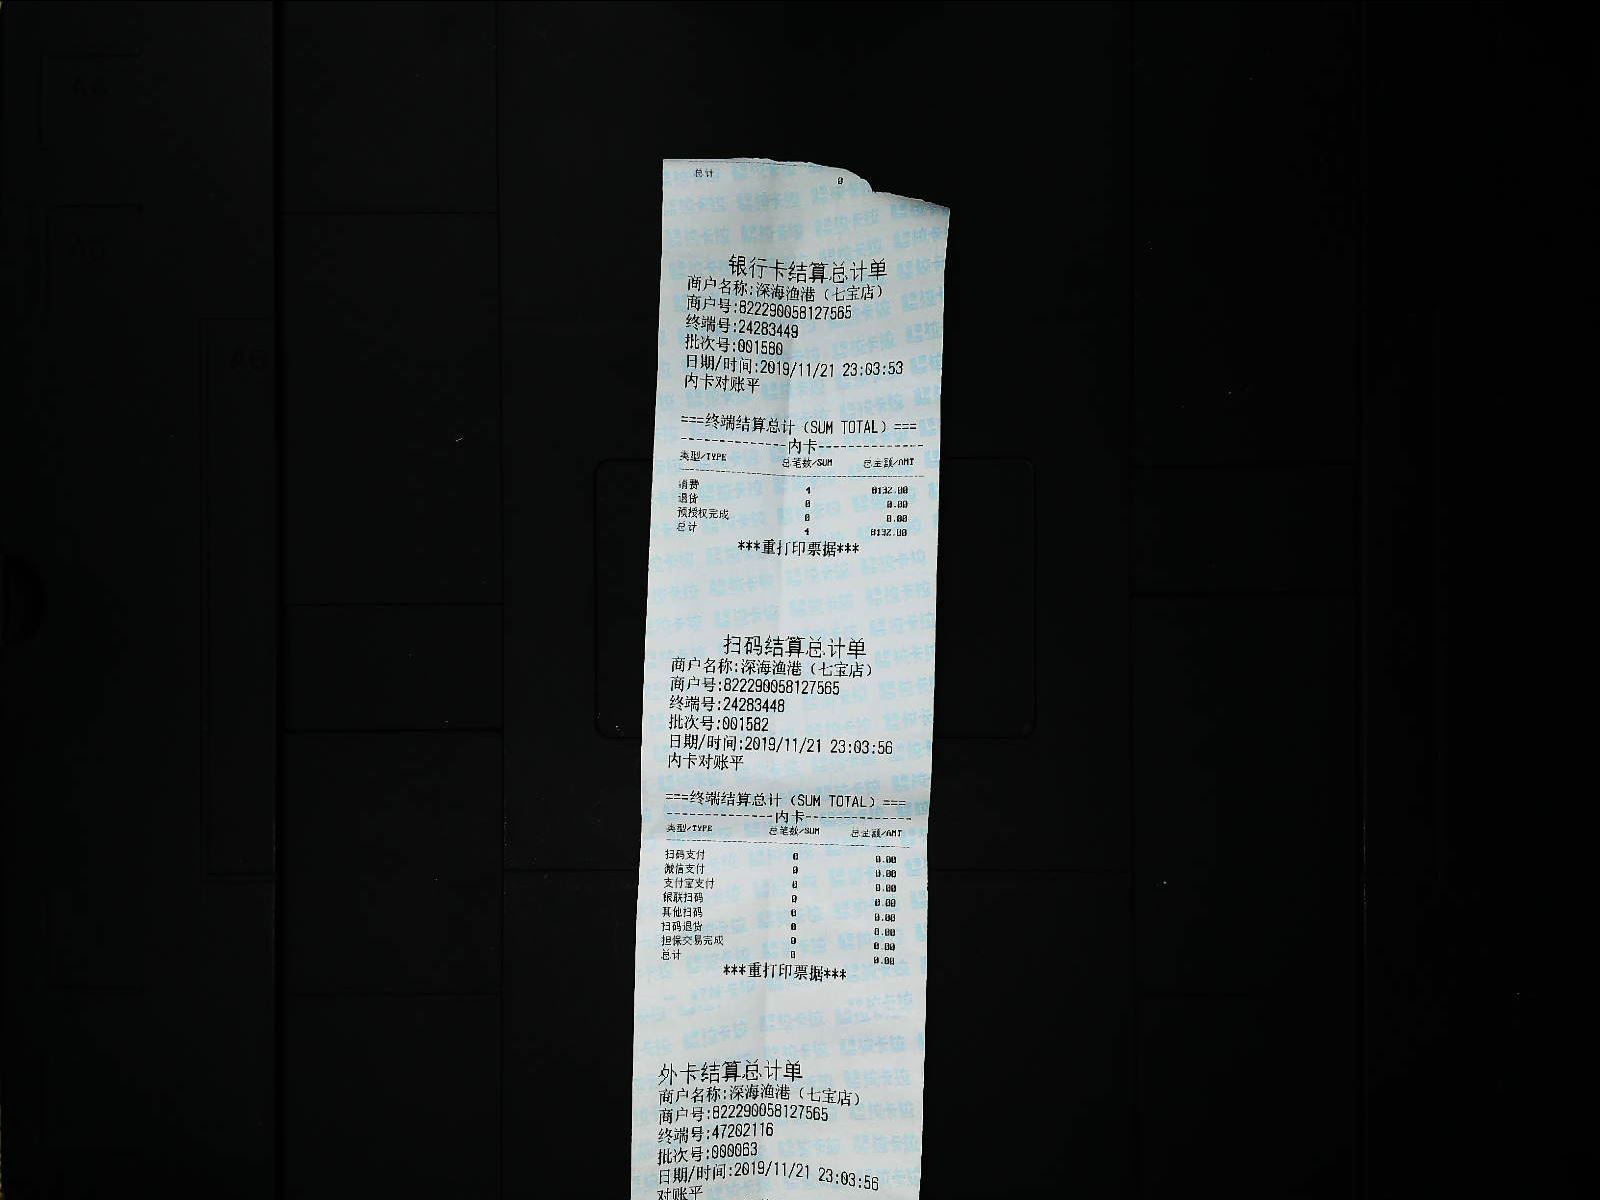 总计 0
银行卡结算总计单
商户名称:深海渔港（七宝店）
商户号:822290058127565
终端号:24283449
批次号:001580
日期/时间:2019/11/21 23:03:53
内卡对账平
===终端结算总计（SUM TOTAL）===
-------------内卡-------------
类型/TYPE 总笔数/SUM 总金额/AMT
消费 4 8132.00
退货 0 0.00
预授权完成 0 0.00
总计 4 8132.00
***重打印票据***
扫码结算总计单
商户名称:深海渔港（七宝店）
商户号:822290058127565
终端号:24283448
批次号:001582
日期/时间:2019/11/21 23:03:56
内卡对账平
===终端结算总计（SUM TOTAL）===
-------------内卡-------------
类型/TYPE 总笔数/SUM 总金额/AMT
扫码支付 0 0.00
微信支付 0 0.00
支付宝支付 0 0.00
银联扫码 0 0.00
其他扫码 0 0.00
扫码退货 0 0.00
担保交易完成 0 0.00
总计 0 0.00
***重打印票据***
外卡结算总计单
商户名称:深海渔港（七宝店）
商户号:822290058127565
终端号:47202116
批次号:000063
日期/时间:2019/11/21 23:03:56
对账平